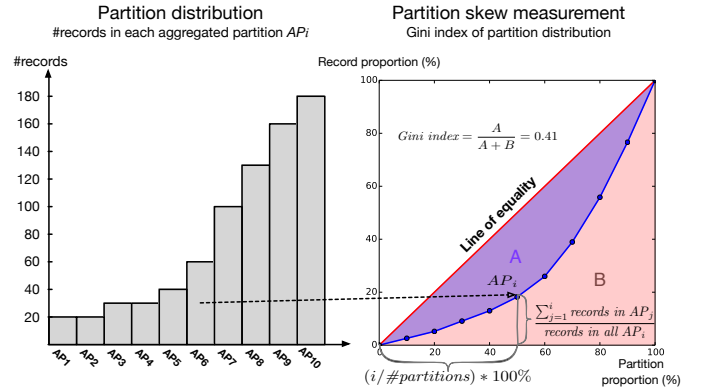 Partition distribution
#records in each aggregated partition APi
#records
180
160
140
120
100
80
60
40
20
AP1
AP2
AP3
AP4
AP5
AP6
AP7
AP8
AP9
AP10
Partition skew measurement
Gini index of partition distribution
Record proportion (%)
100
80
60
40
20
0
Gini index = A / A + B = 0.41
Line of equality
A
AP_i
B
∑_{j=1}^{i} records in AP_j
records in all AP_i
0
20
40
60
80
100
(i/#partitions) * 100%
Partition
proportion (%)